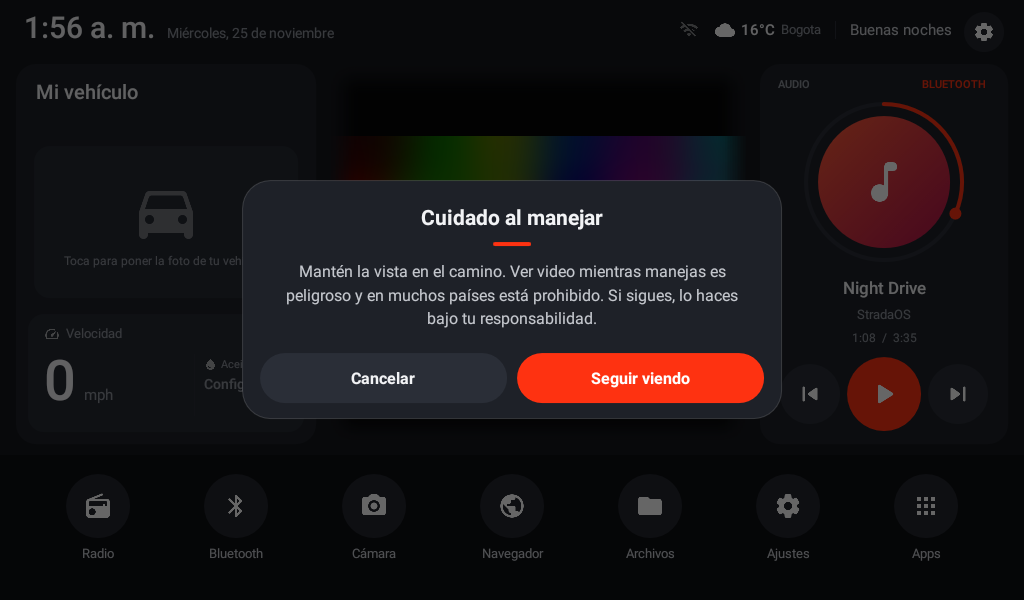 1:56 a. m.
Miércoles, 25 de noviembre
16°C Bogota
Buenas noches
Mi vehículo
AUDIO
BLUETOOTH
Toca para poner la foto de tu
Cuidado al manejar
Mantén la vista en el camino. Ver video mientras manejas es
peligroso y en muchos países está prohibido. Si sigues, lo haces
bajo tu responsabilidad.
Cancelar
Seguir viendo
Velocidad
0 mph
Night Drive
StradaOS
1:08 / 3:35
Radio
Bluetooth
Cámara
Navegador
Archivos
Ajustes
Apps